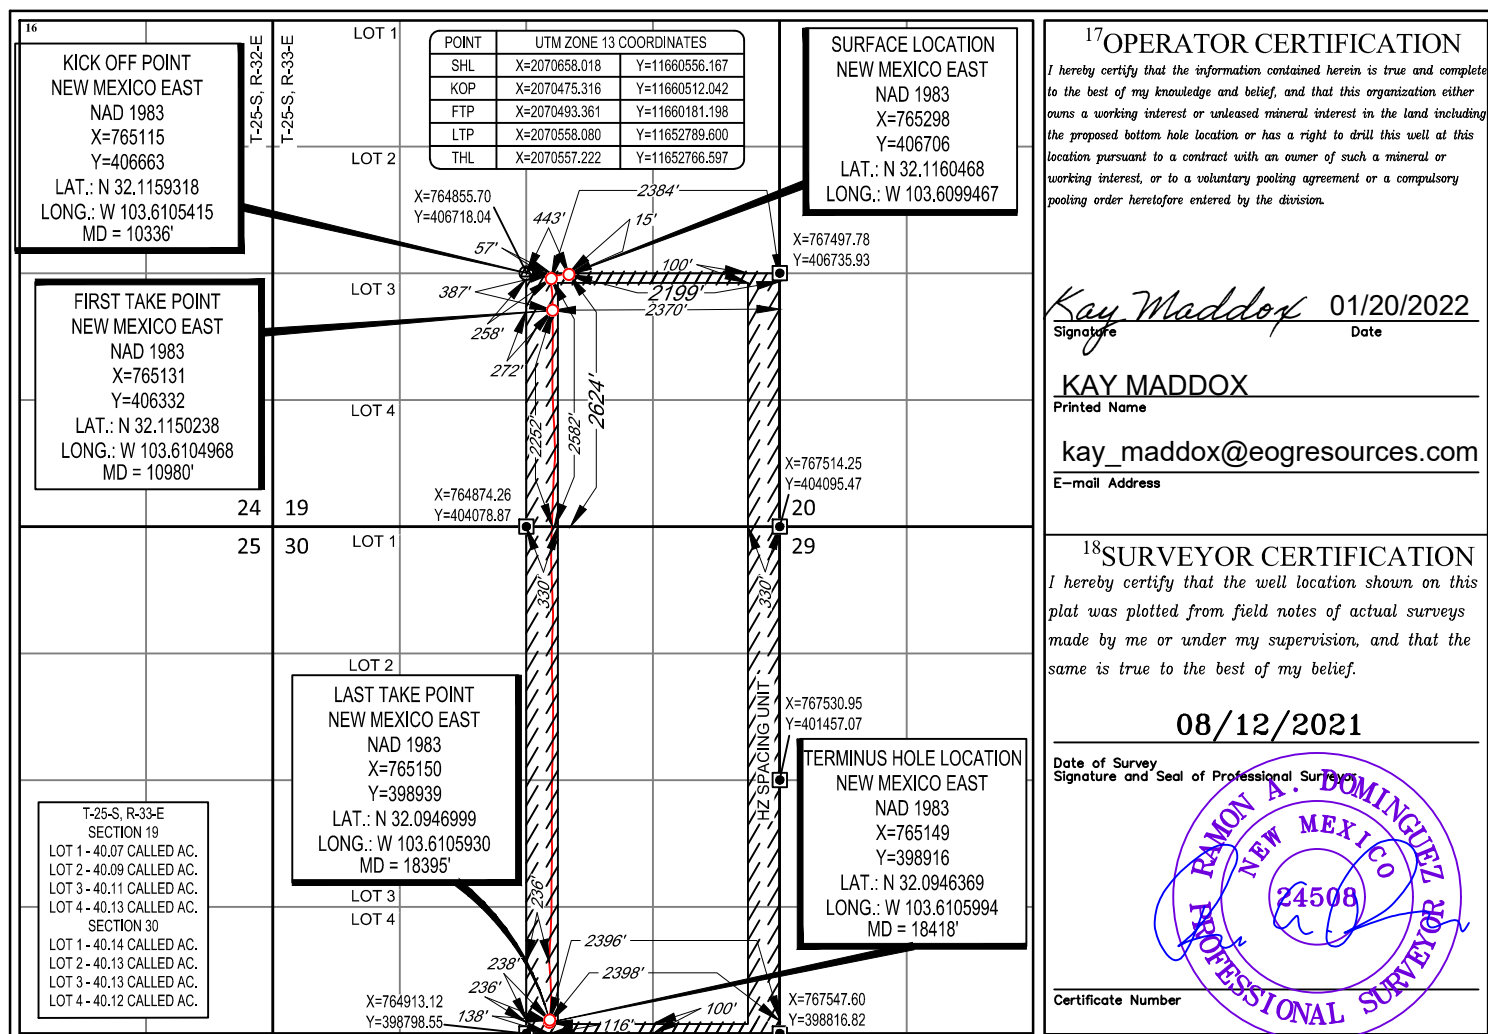 16
T-25-S, R-32-E
T-25-S, R-33-E
LOT 1
KICK OFF POINT
NEW MEXICO EAST
NAD 1983
X=765115
Y=406663
LAT.: N 32.1159318
LONG.: W 103.6105415
MD = 10336'
POINT UTM ZONE 13 COORDINATES
SHL X=2070658.018 Y=11660556.167
KOP X=2070475.316 Y=11660512.042
FTP X=2070493.361 Y=11660181.198
LTP X=2070558.080 Y=11652789.600
THL X=2070557.222 Y=11652766.597
SURFACE LOCATION
NEW MEXICO EAST
NAD 1983
X=765298
Y=406706
LAT.: N 32.1160468
LONG.: W 103.6099467
LOT 2
X=764855.70
Y=406718.04
2384'
443'
15'
57'
X=767497.78
Y=406735.93
100'
LOT 3
387'
2199'
2370'
258'
272'
FIRST TAKE POINT
NEW MEXICO EAST
NAD 1983
X=765131
Y=406332
LAT.: N 32.1150238
LONG.: W 103.6104968
MD = 10980'
LOT 4
2252'
2582'
2624'
X=764874.26
Y=404078.87
X=767514.25
Y=404095.47
24 19 20
25 30 29
LOT 1
330'
330'
LOT 2
HZ SPACING UNIT
X=767530.95
Y=401457.07
LAST TAKE POINT
NEW MEXICO EAST
NAD 1983
X=765150
Y=398939
LAT.: N 32.0946999
LONG.: W 103.6105930
MD = 18395'
TERMINUS HOLE LOCATION
NEW MEXICO EAST
NAD 1983
X=765149
Y=398916
LAT.: N 32.0946369
LONG.: W 103.6105994
MD = 18418'
T-25-S, R-33-E
SECTION 19
LOT 1 - 40.07 CALLED AC.
LOT 2 - 40.09 CALLED AC.
LOT 3 - 40.11 CALLED AC.
LOT 4 - 40.13 CALLED AC.
SECTION 30
LOT 1 - 40.14 CALLED AC.
LOT 2 - 40.13 CALLED AC.
LOT 3 - 40.13 CALLED AC.
LOT 4 - 40.12 CALLED AC.
LOT 3
LOT 4
236'
2396'
238'
2398'
236'
138'
X=764913.12
Y=398798.55
116'
100'
X=767547.60
Y=398816.82
17 OPERATOR CERTIFICATION
I hereby certify that the information contained herein is true and complete
to the best of my knowledge and belief, and that this organization either
owns a working interest or unleased mineral interest in the land including
the proposed bottom hole location or has a right to drill this well at this
location pursuant to a contract with an owner of such a mineral or
working interest, or to a voluntary pooling agreement or a compulsory
pooling order heretofore entered by the division.
Kay Maddox 01/20/2022
Signature Date
KAY MADDOX
Printed Name
kay_maddox@eogresources.com
E-mail Address
18 SURVEYOR CERTIFICATION
I hereby certify that the well location shown on this
plat was plotted from field notes of actual surveys
made by me or under my supervision, and that the
same is true to the best of my belief.
08/12/2021
Date of Survey
Signature and Seal of Professional Surveyor
RAMON A. DOMINGUEZ
NEW MEXICO
24508
PROFESSIONAL SURVEYOR
Certificate Number